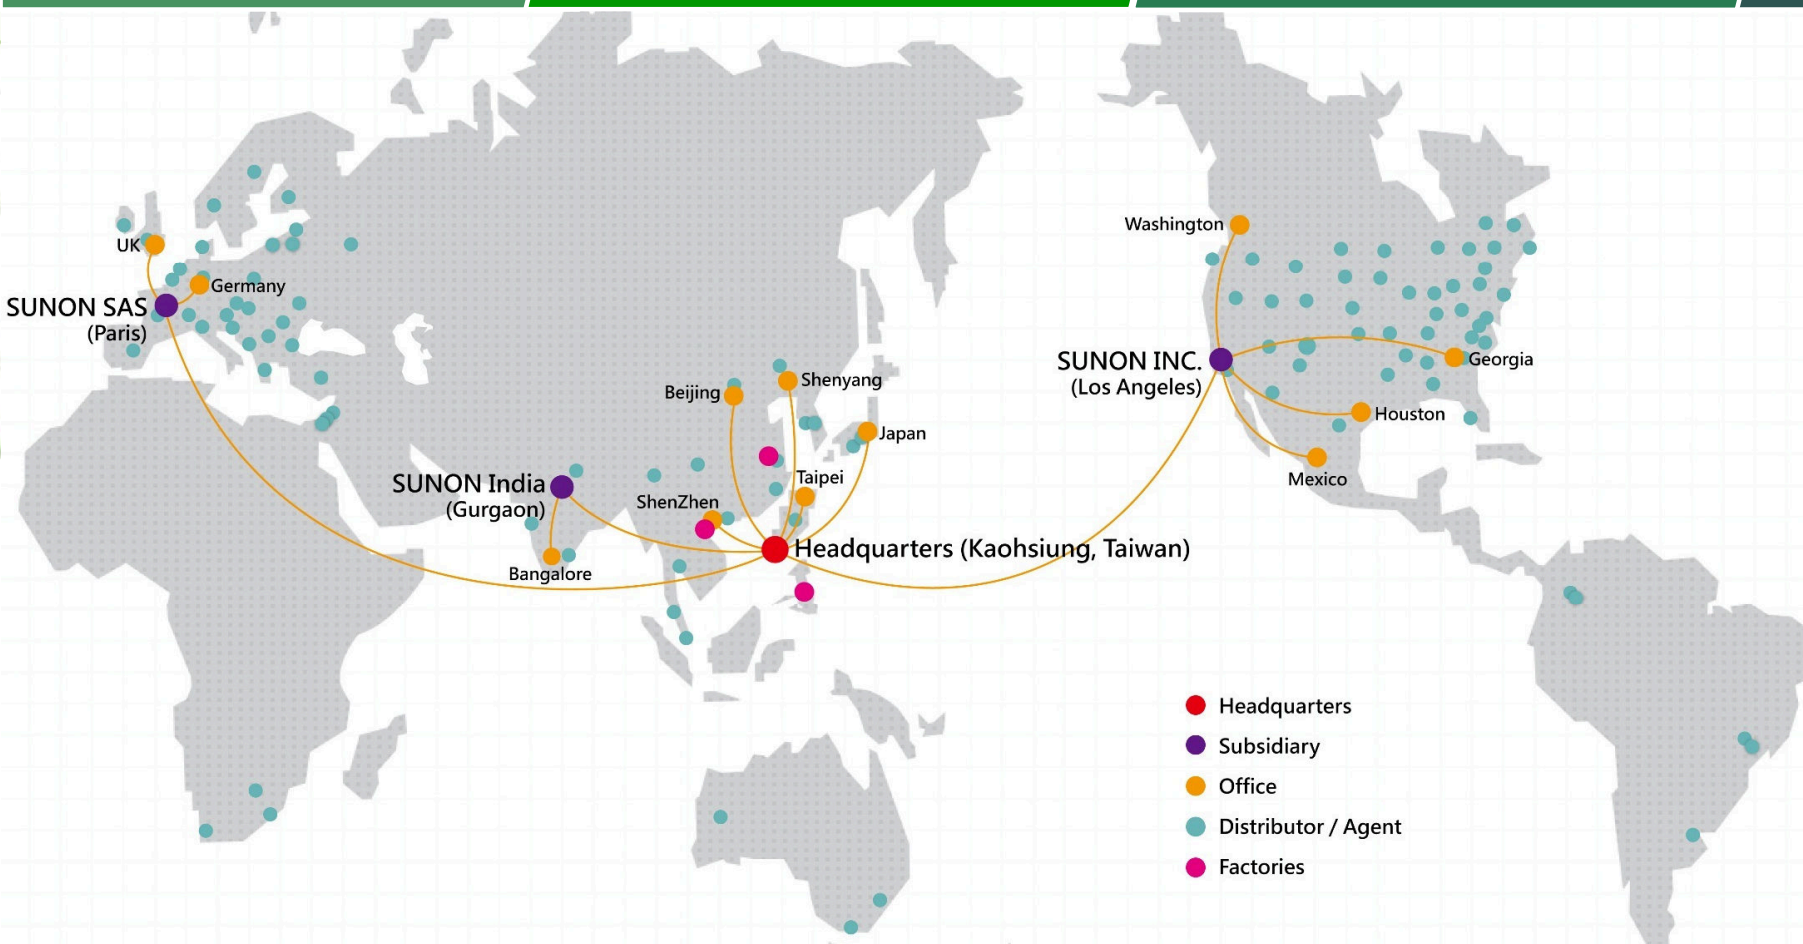 Washington
UK
Germany
SUNON SAS
(Paris)
SUNON INC.
(Los Angeles)
Georgia
Shenyang
Beijing
Houston
Japan
Mexico
SUNON India
(Gurgaon)
Taipei
ShenZhen
Headquarters (Kaohsiung, Taiwan)
Bangalore
Headquarters
Subsidiary
Office
Distributor / Agent
Factories